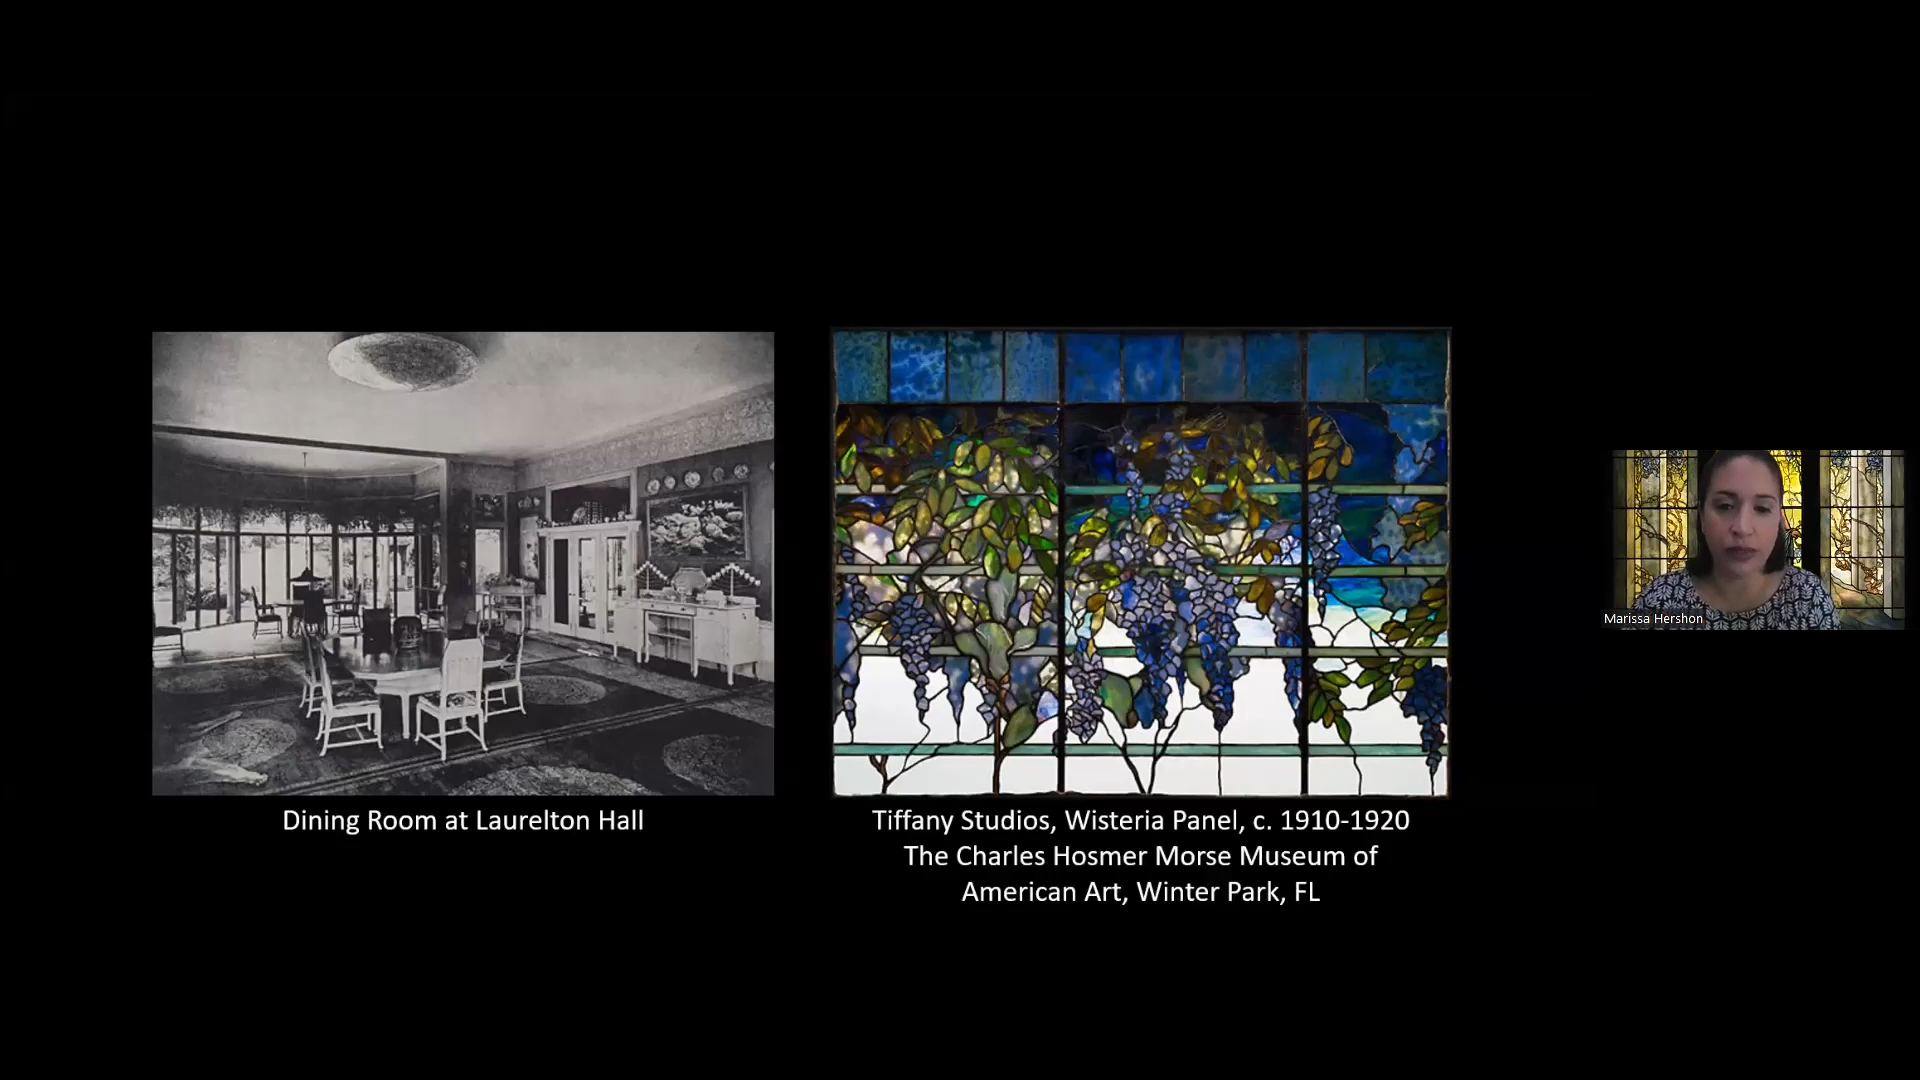 Dining Room at Laurelton Hall
Tiffany Studios, Wisteria Panel, c. 1910-1920
The Charles Hosmer Morse Museum of
American Art, Winter Park, FL
Marissa Hershon